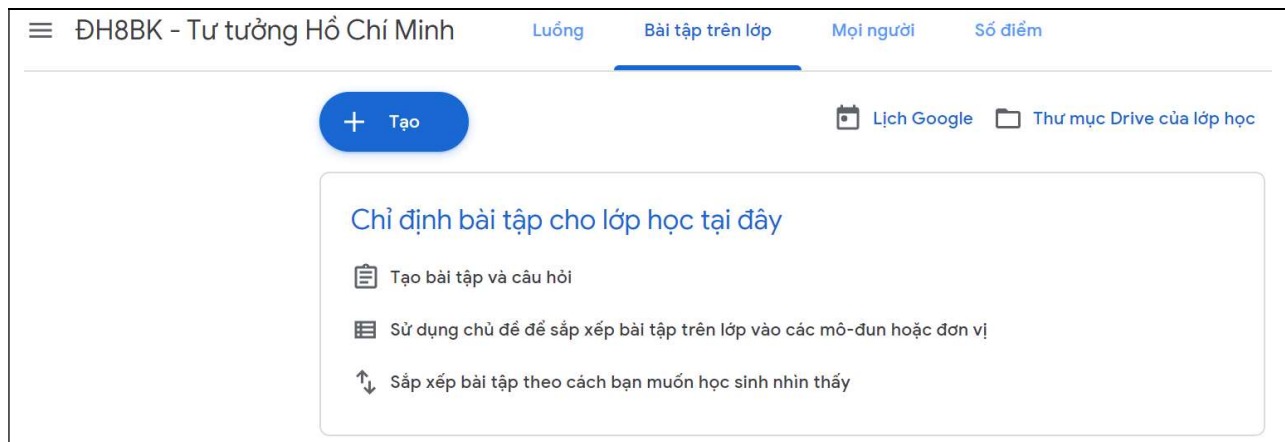 ĐH8BK - Tư tưởng Hồ Chí Minh Luồng Bài tập trên lớp Mọi người Số điểm
Tạo Lịch Google Thư mục Drive của lớp học
Chỉ định bài tập cho lớp học tại đây
Tạo bài tập và câu hỏi
Sử dụng chủ đề để sắp xếp bài tập trên lớp vào các mô-đun hoặc đơn vị
Sắp xếp bài tập theo cách bạn muốn học sinh nhìn thấy